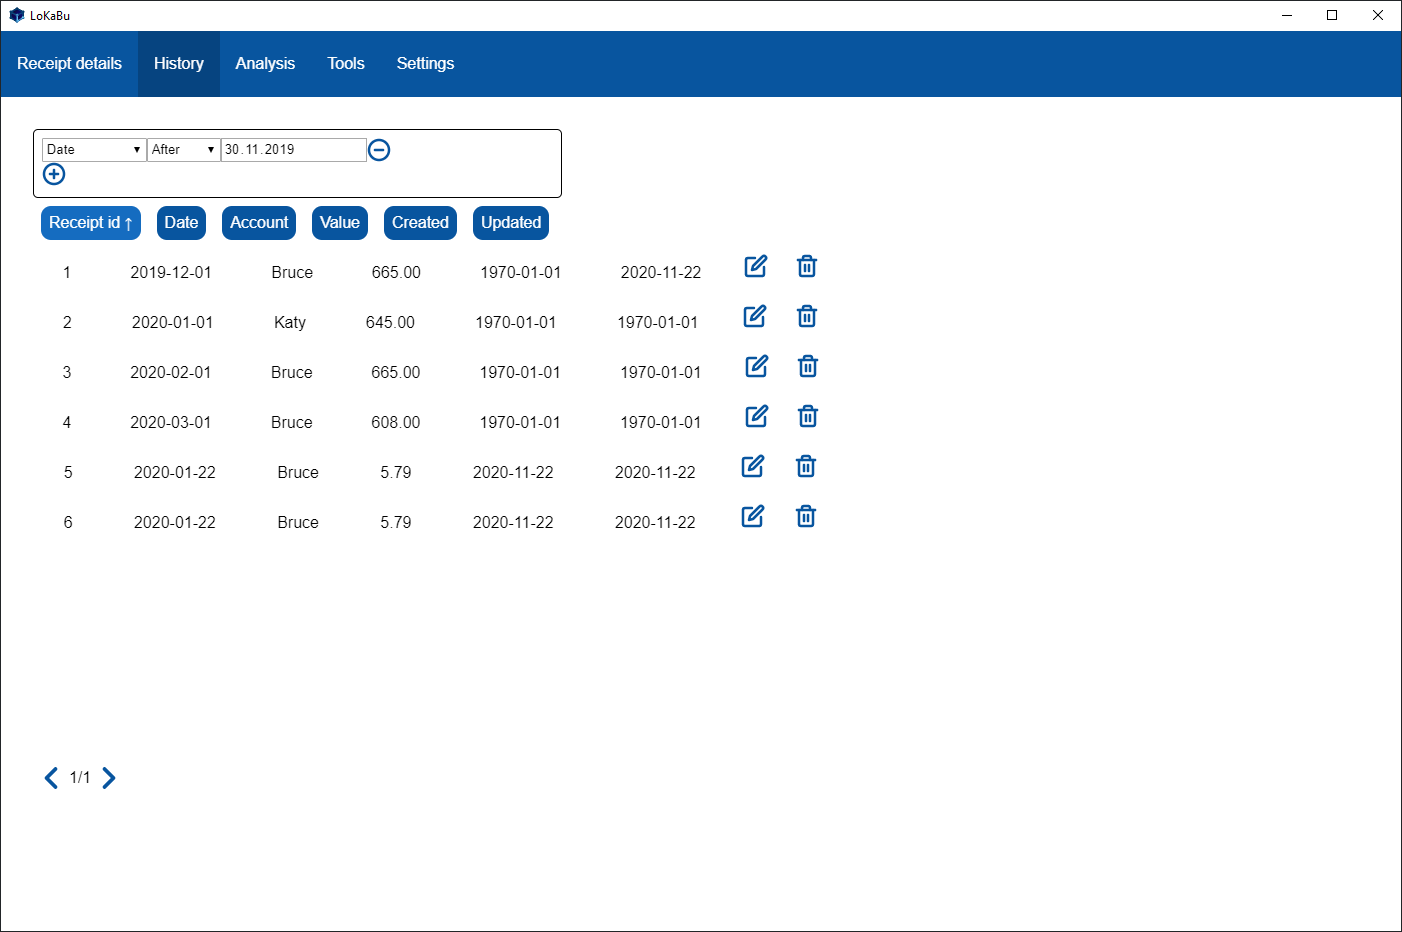 LoKaBu
Receipt details History Analysis Tools Settings
Date After 30.11.2019
Receipt id ↑ Date Account Value Created Updated
1 2019-12-01 Bruce 665.00 1970-01-01 2020-11-22
2 2020-01-01 Katy 645.00 1970-01-01 1970-01-01
3 2020-02-01 Bruce 665.00 1970-01-01 1970-01-01
4 2020-03-01 Bruce 608.00 1970-01-01 1970-01-01
5 2020-01-22 Bruce 5.79 2020-11-22 2020-11-22
6 2020-01-22 Bruce 5.79 2020-11-22 2020-11-22
1/1